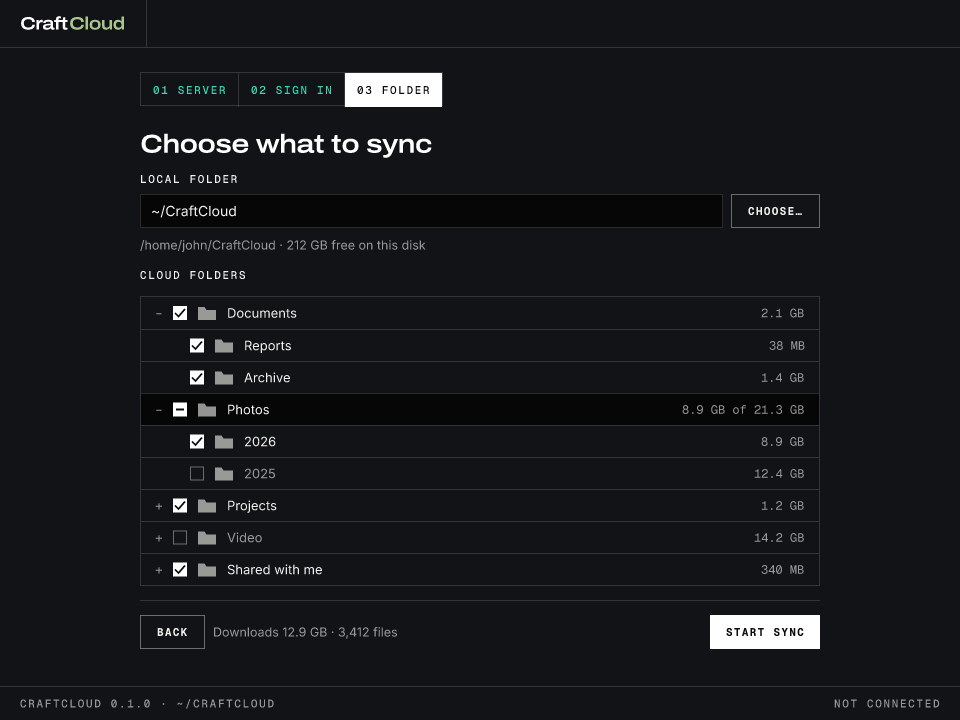 CraftCloud
01 SERVER 02 SIGN IN 03 FOLDER
Choose what to sync
LOCAL FOLDER
~/CraftCloud CHOOSE…
/home/john/CraftCloud · 212 GB free on this disk
CLOUD FOLDERS
− Documents 2.1 GB
Reports 38 MB
Archive 1.4 GB
− Photos 8.9 GB of 21.3 GB
2026 8.9 GB
2025 12.4 GB
+ Projects 1.2 GB
+ Video 14.2 GB
+ Shared with me 340 MB
BACK Downloads 12.9 GB · 3,412 files START SYNC
CRAFTCLOUD 0.1.0 · ~/CRAFTCLOUD NOT CONNECTED